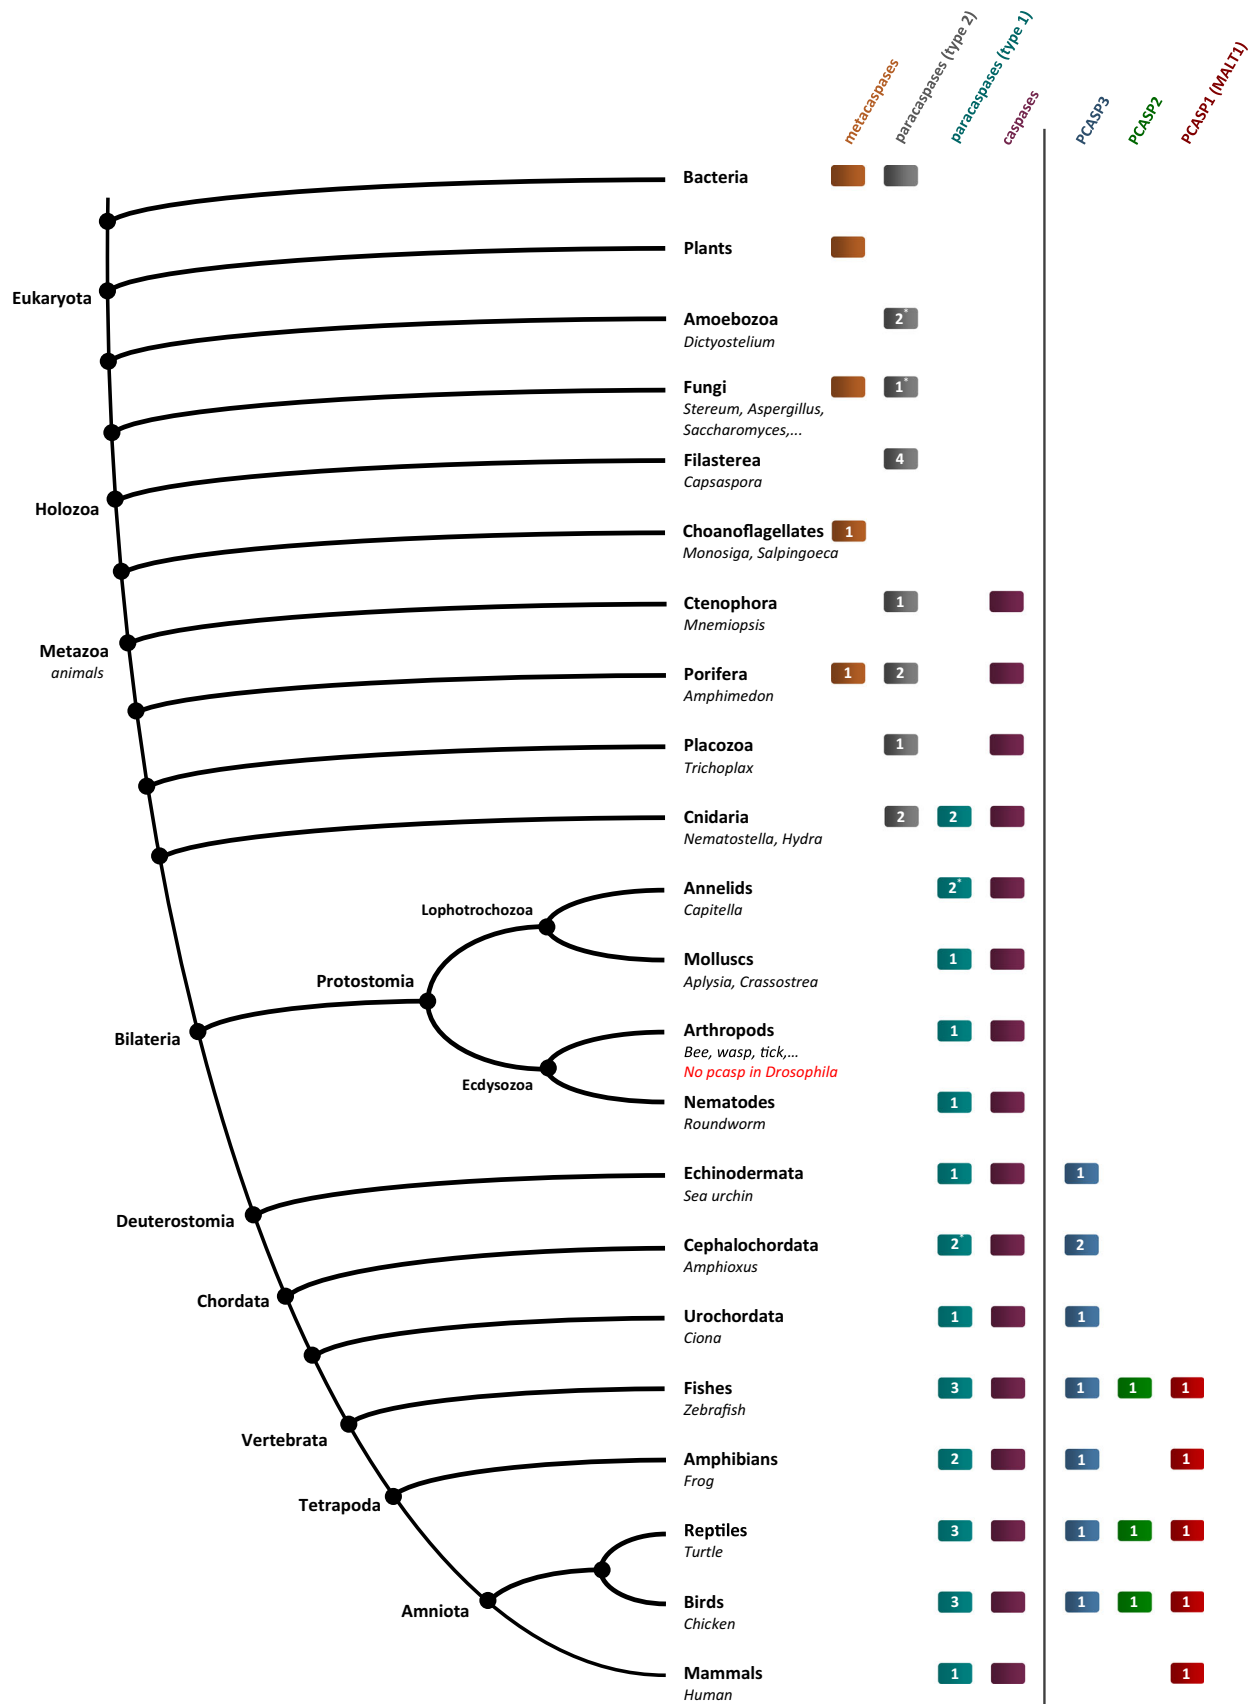 metacaspases
paracaspases (type 2)
paracaspases (type 1)
caspases
PCASP3
PCASP2
PCASP1 (MALT1)
Bacteria
Plants
Eukaryota
Amoebozoa 2*
Dictyostelium
Fungi 1*
Stereum, Aspergillus,
Saccharomyces,...
Filasterea 4
Capsaspora
Holozoa
Choanoflagellates 1
Monosiga, Salpingoeca
Ctenophora 1
Mnemiopsis
Metazoa
animals
Porifera 1 2
Amphimedon
Placozoa 1
Trichoplax
Cnidaria 2 2
Nematostella, Hydra
Annelids 2*
Capitella
Lophotrochozoa
Molluscs 1
Aplysia, Crassostrea
Protostomia
Arthropods 1
Bee, wasp, tick,...
No pcasp in Drosophila
Bilateria
Ecdysozoa
Nematodes 1
Roundworm
Echinodermata 1 1
Sea urchin
Deuterostomia
Cephalochordata 2* 2
Amphioxus
Chordata
Urochordata 1 1
Ciona
Fishes 3 1 1 1
Zebrafish
Vertebrata
Amphibians 2 1 1
Frog
Tetrapoda
Reptiles 3 1 1 1
Turtle
Birds 3 1 1 1
Chicken
Amniota
Mammals 1 1
Human